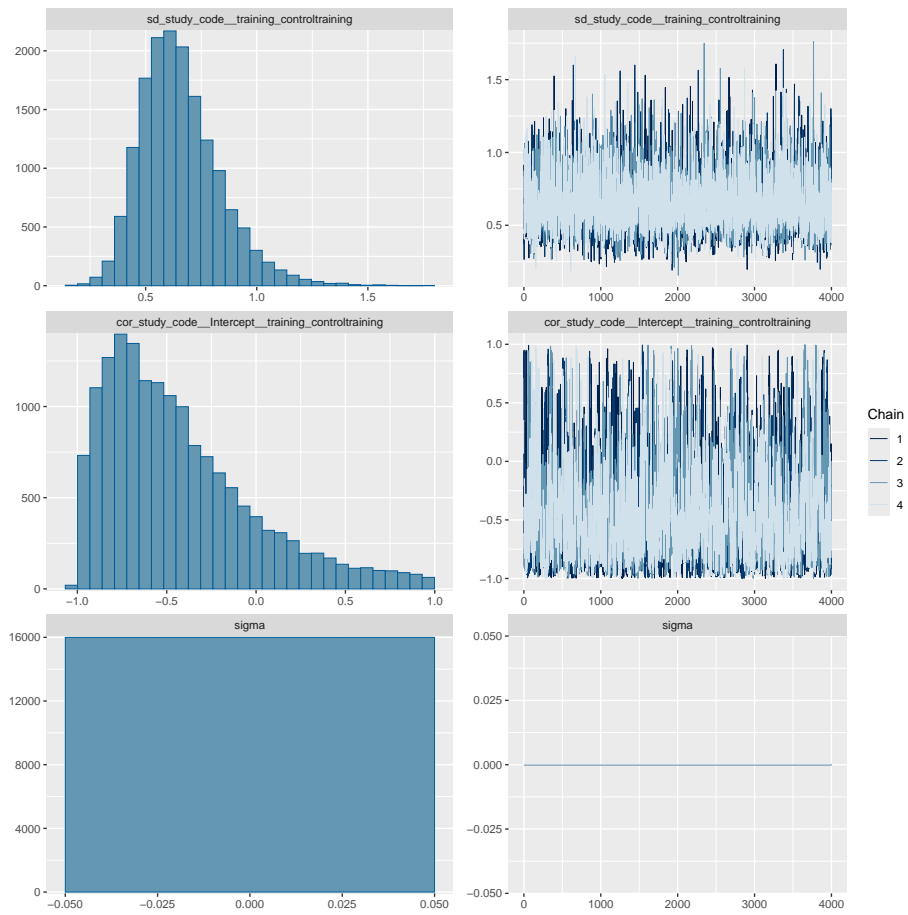 sd_study_code__training_controltraining
2000
1500
1000
500
0
0.5 1.0 1.5
sd_study_code__training_controltraining
1.5
1.0
0.5
0 1000 2000 3000 4000
cor_study_code__Intercept__training_controltraining
1000
500
0
−1.0 −0.5 0.0 0.5 1.0
cor_study_code__Intercept__training_controltraining
1.0
0.5
0.0
−0.5
−1.0
0 1000 2000 3000 4000
Chain
1
2
3
4
sigma
16000
12000
8000
4000
0
−0.050 −0.025 0.000 0.025 0.050
sigma
0.050
0.025
0.000
−0.025
−0.050
0 1000 2000 3000 4000